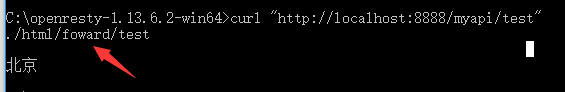 C:\openresty-1.13.6.2-win64>curl "http://localhost:8888/myapi/test"
./html/foward/test
北京